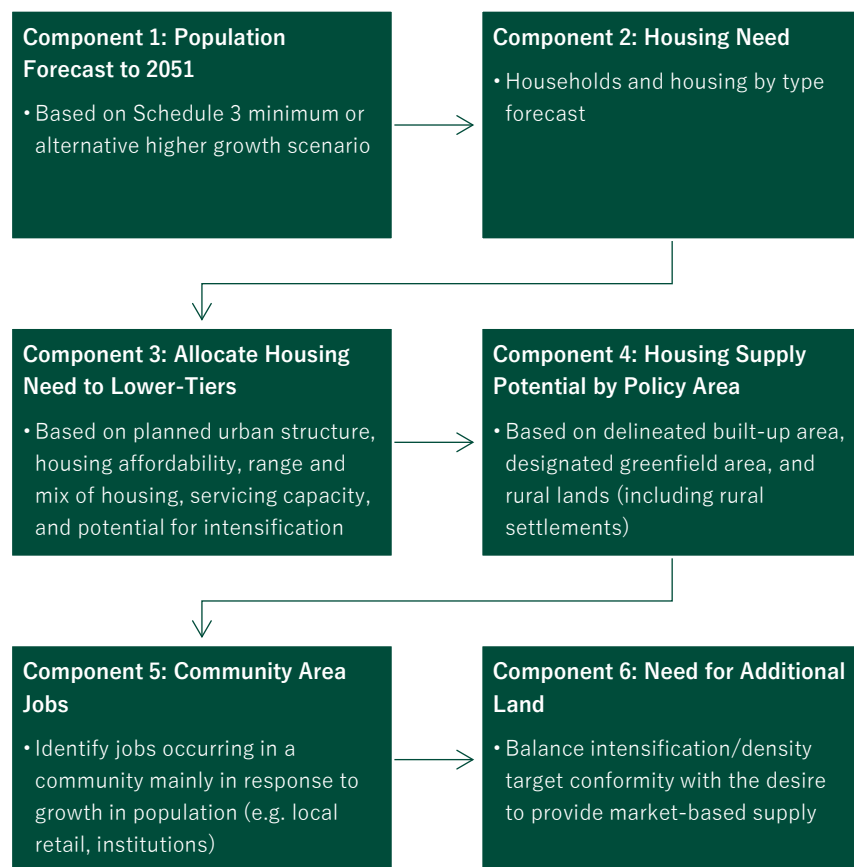 Component 1: Population
Forecast to 2051
• Based on Schedule 3 minimum or
alternative higher growth scenario
Component 2: Housing Need
• Households and housing by type
forecast
Component 3: Allocate Housing
Need to Lower-Tiers
• Based on planned urban structure,
housing affordability, range and
mix of housing, servicing capacity,
and potential for intensification
Component 4: Housing Supply
Potential by Policy Area
• Based on delineated built-up area,
designated greenfield area, and
rural lands (including rural
settlements)
Component 5: Community Area
Jobs
• Identify jobs occurring in a
community mainly in response to
growth in population (e.g. local
retail, institutions)
Component 6: Need for Additional
Land
• Balance intensification/density
target conformity with the desire
to provide market-based supply